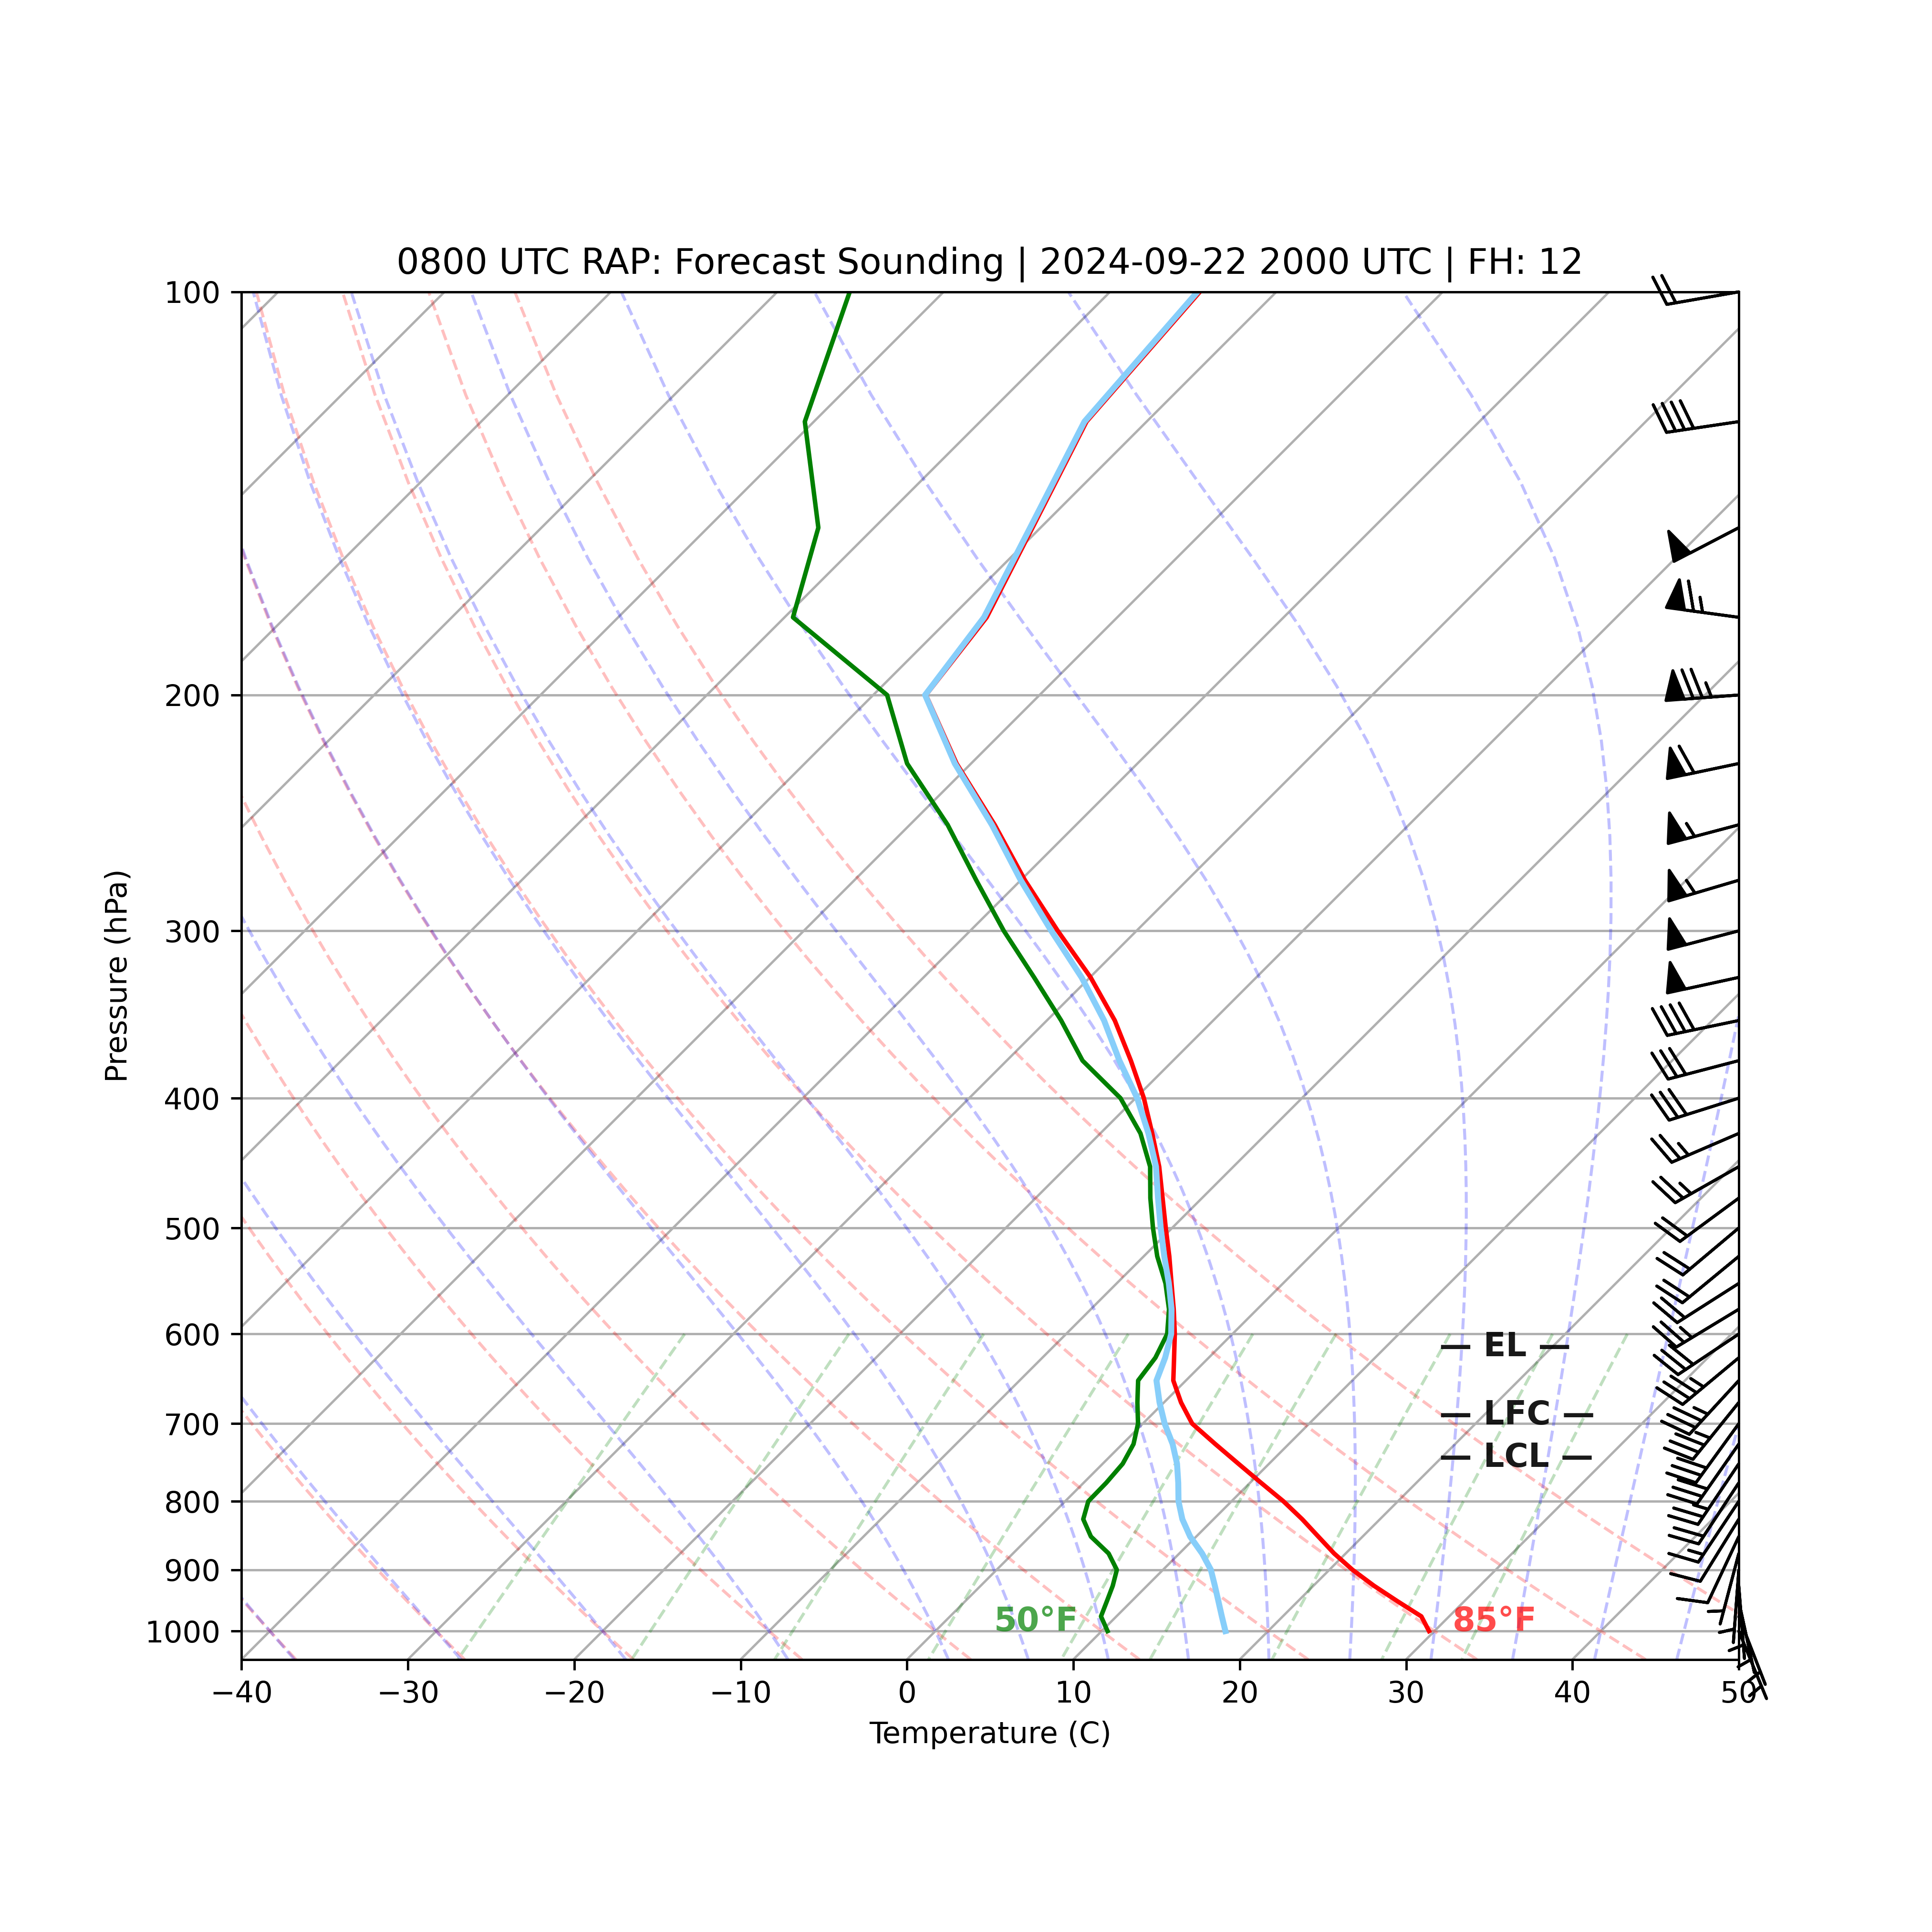 0800 UTC RAP: Forecast Sounding | 2024-09-22 2000 UTC | FH: 12
100
200
300
400
500
600
700
800
900
1000
Pressure (hPa)
— EL —
— LFC —
— LCL —
50°F
85°F
−40 −30 −20 −10 0 10 20 30 40 50
Temperature (C)